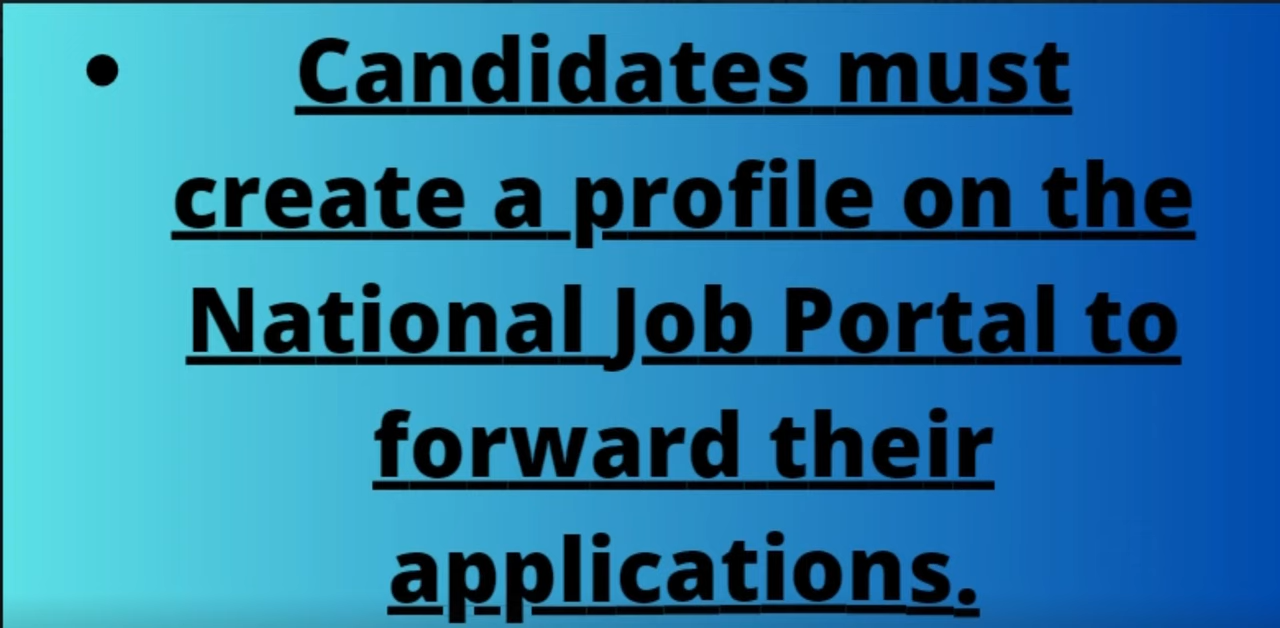 • Candidates must
create a profile on the
National Job Portal to
forward their
applications.